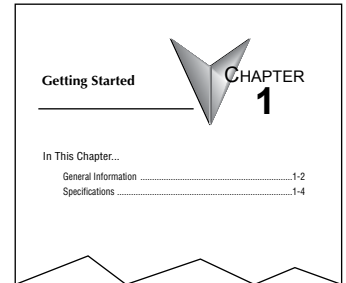 Getting Started
CHAPTER
1
In This Chapter...
General Information ..................................................................1-2
Specifications ............................................................................1-4